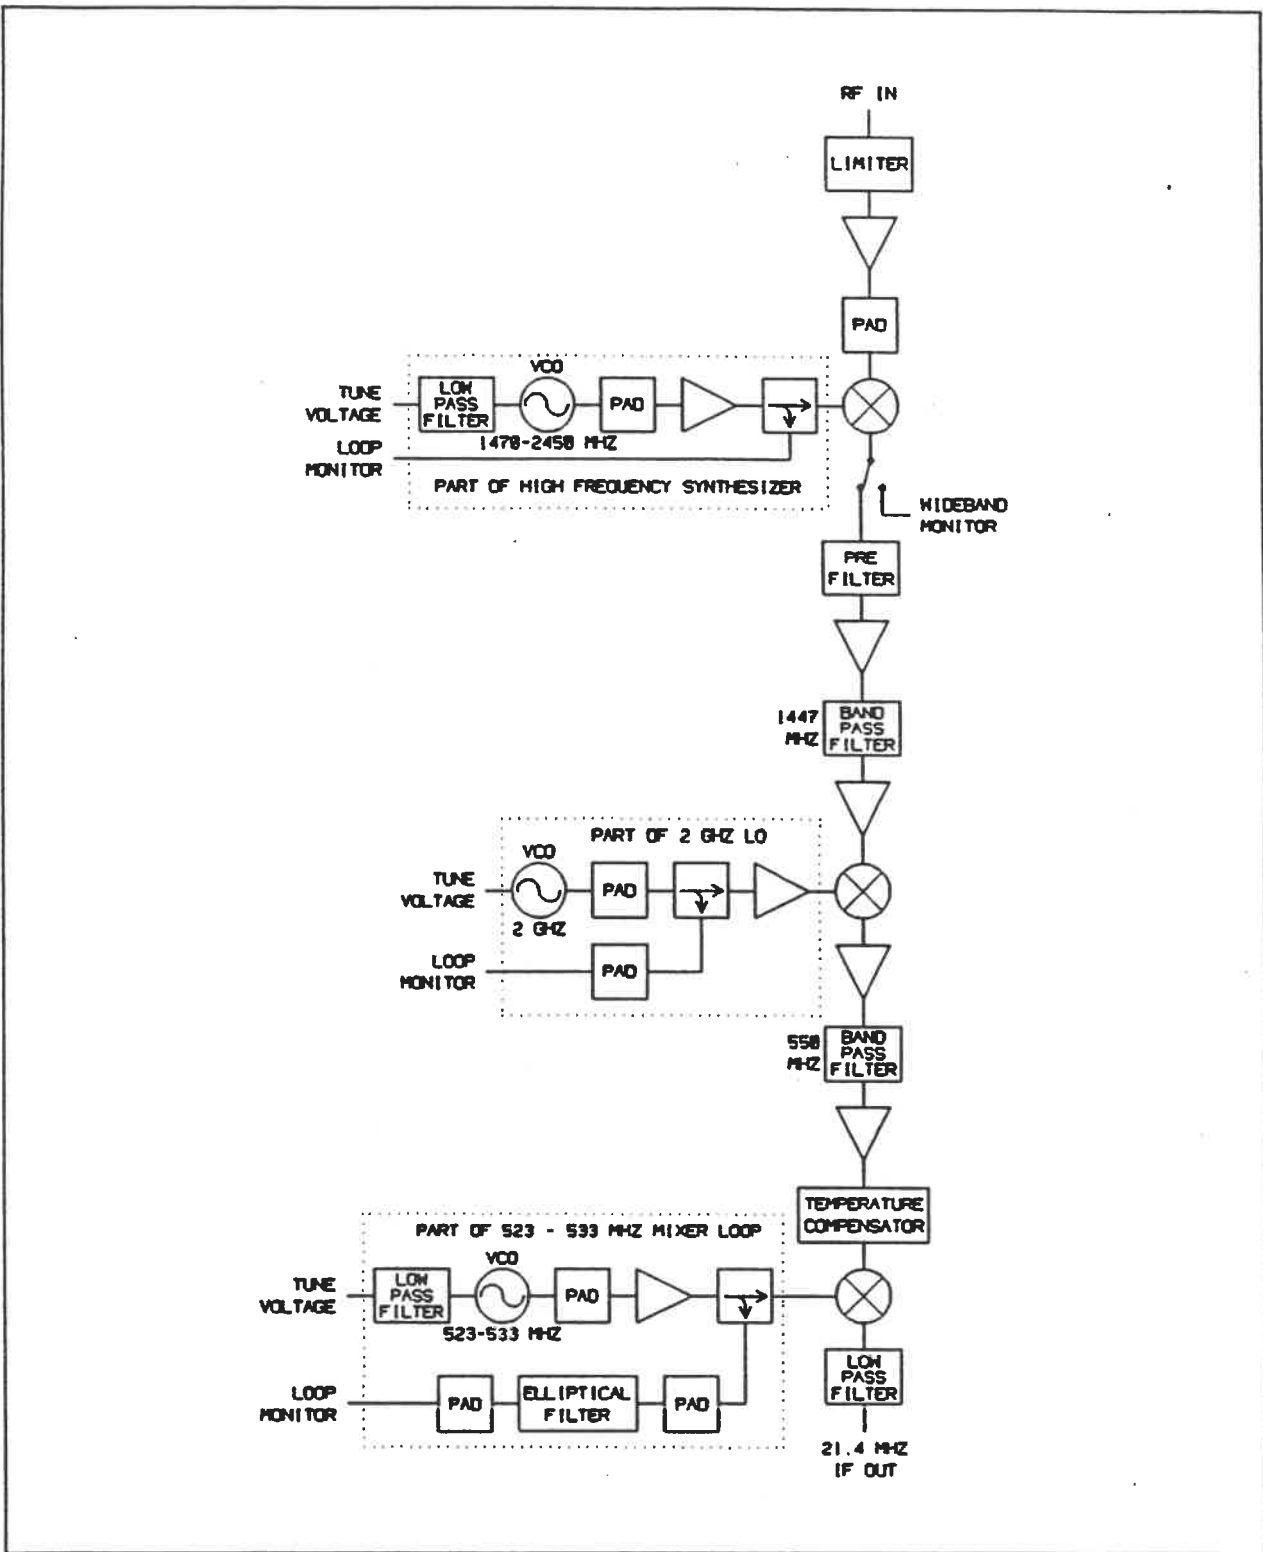 RF IN
LIMITER
PAD
VCO
TUNE
VOLTAGE
LOW
PASS
FILTER
PAD
1470-2450 MHZ
LOOP
MONITOR
PART OF HIGH FREQUENCY SYNTHESIZER
WIDEBAND
MONITOR
PRE
FILTER
1447
MHZ
BAND
PASS
FILTER
PART OF 2 GHZ LO
VCO
TUNE
VOLTAGE
PAD
2 GHZ
LOOP
MONITOR
PAD
550
MHZ
BAND
PASS
FILTER
TEMPERATURE
COMPENSATOR
PART OF 523 - 533 MHZ MIXER LOOP
VCO
TUNE
VOLTAGE
LOW
PASS
FILTER
PAD
523-533 MHZ
LOOP
MONITOR
PAD
ELLIPTICAL
FILTER
PAD
LOW
PASS
FILTER
21.4 MHZ
IF OUT